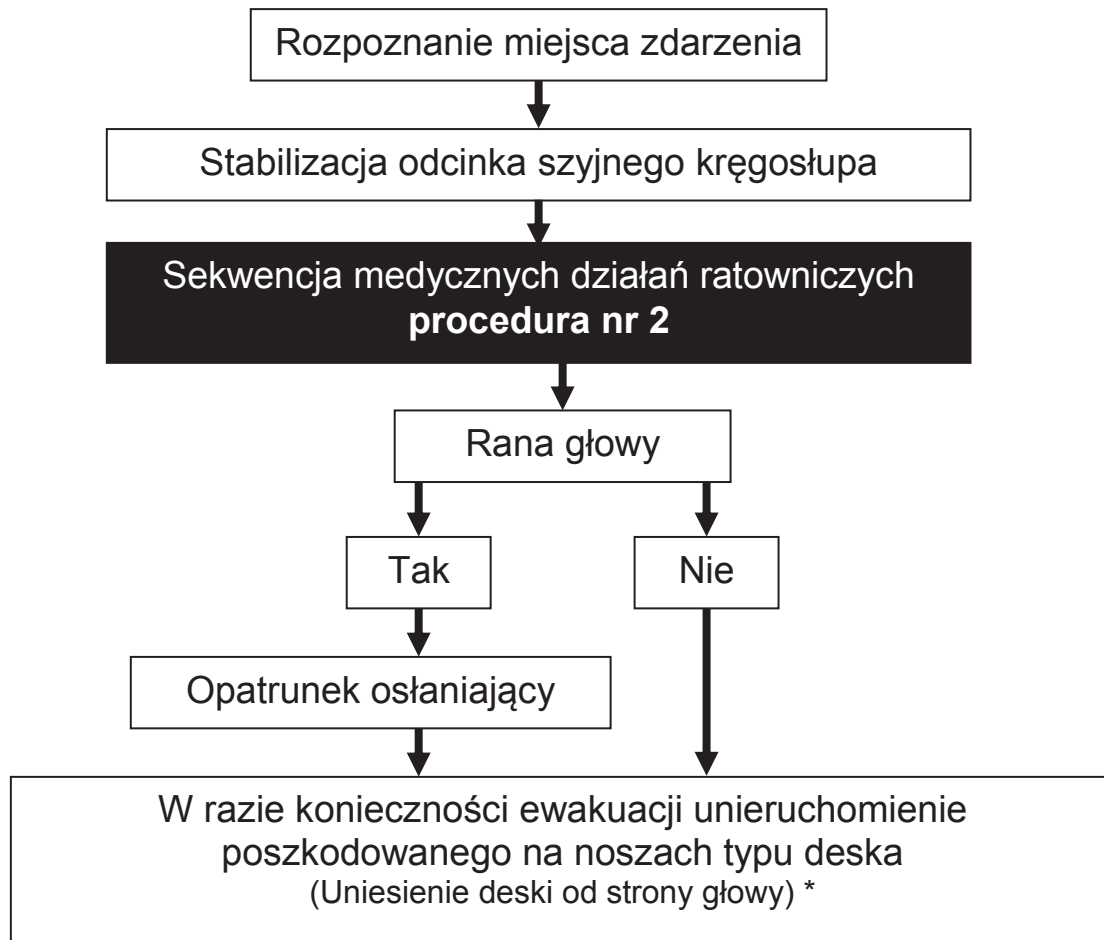 Rozpoznanie miejsca zdarzenia
Stabilizacja odcinka szyjnego kręgosłupa
Sekwencja medycznych działań ratowniczych
procedura nr 2
Rana głowy
Tak
Nie
Opatrunek osłaniający
W razie konieczności ewakuacji unieruchomienie
poszkodowanego na noszach typu deska
(Uniesienie deski od strony głowy) *